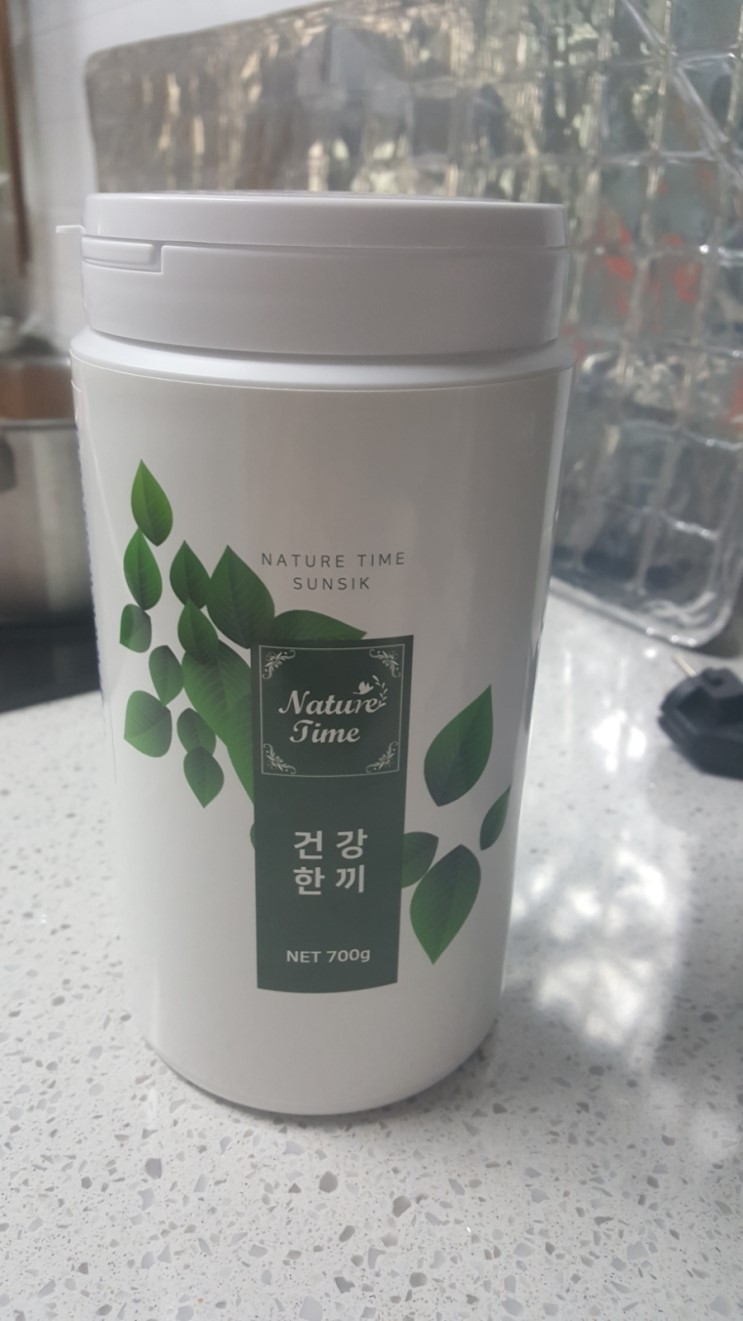 NATURE TIME
SUNSIK
Nature
Time
건강
한끼
NET 700g